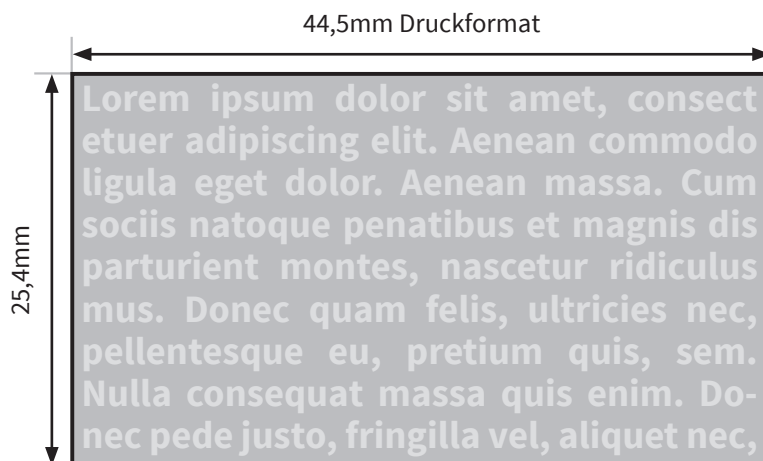 44,5mm Druckformat
25,4mm
Lorem ipsum dolor sit amet, consect
etuer adipiscing elit. Aenean commodo
ligula eget dolor. Aenean massa. Cum
sociis natoque penatibus et magnis dis
parturient montes, nascetur ridiculus
mus. Donec quam felis, ultricies nec,
pellentesque eu, pretium quis, sem.
Nulla consequat massa quis enim. Do-
nec pede justo, fringilla vel, aliquet nec,